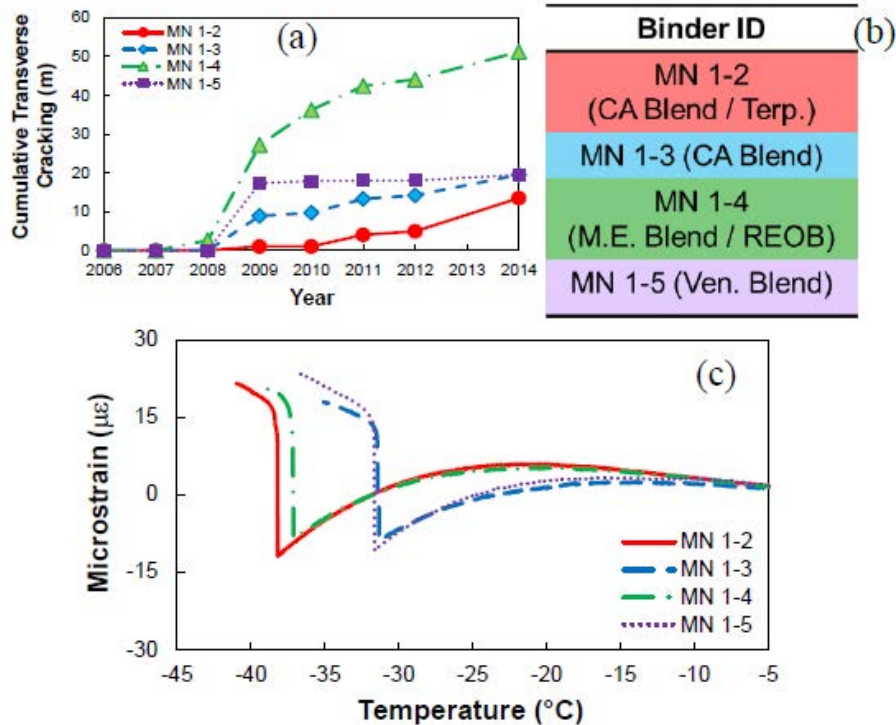 (a)
MN 1-2
MN 1-3
MN 1-4
MN 1-5
Cumulative Transverse
Cracking (m)
60
50
40
30
20
10
0
2006 2007 2008 2009 2010 2011 2012 2013 2014
Year
(b)
Binder ID
MN 1-2
(CA Blend / Terp.)
MN 1-3 (CA Blend)
MN 1-4
(M.E. Blend / REOB)
MN 1-5 (Ven. Blend)
(c)
Microstrain (με)
30
15
0
-15
-30
MN 1-2
MN 1-3
MN 1-4
MN 1-5
-45 -40 -35 -30 -25 -20 -15 -10 -5
Temperature (°C)